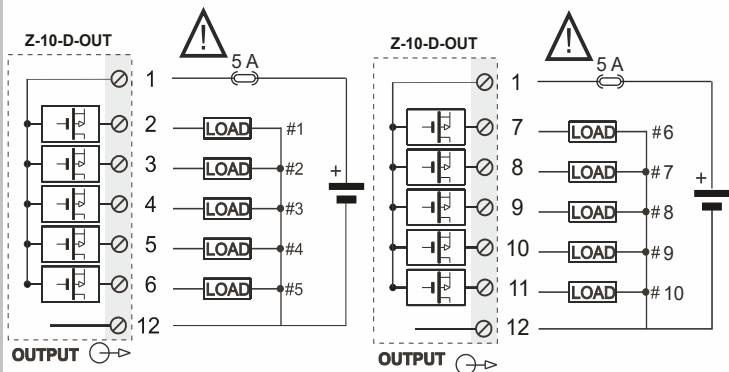 Z-10-D-OUT
5 A
1
2 LOAD #1
3 LOAD #2
+
4 LOAD #3
5 LOAD #4
6 LOAD #5
12
OUTPUT
Z-10-D-OUT
5 A
1
7 LOAD #6
8 LOAD #7
+
9 LOAD #8
10 LOAD #9
11 LOAD # 10
12
OUTPUT